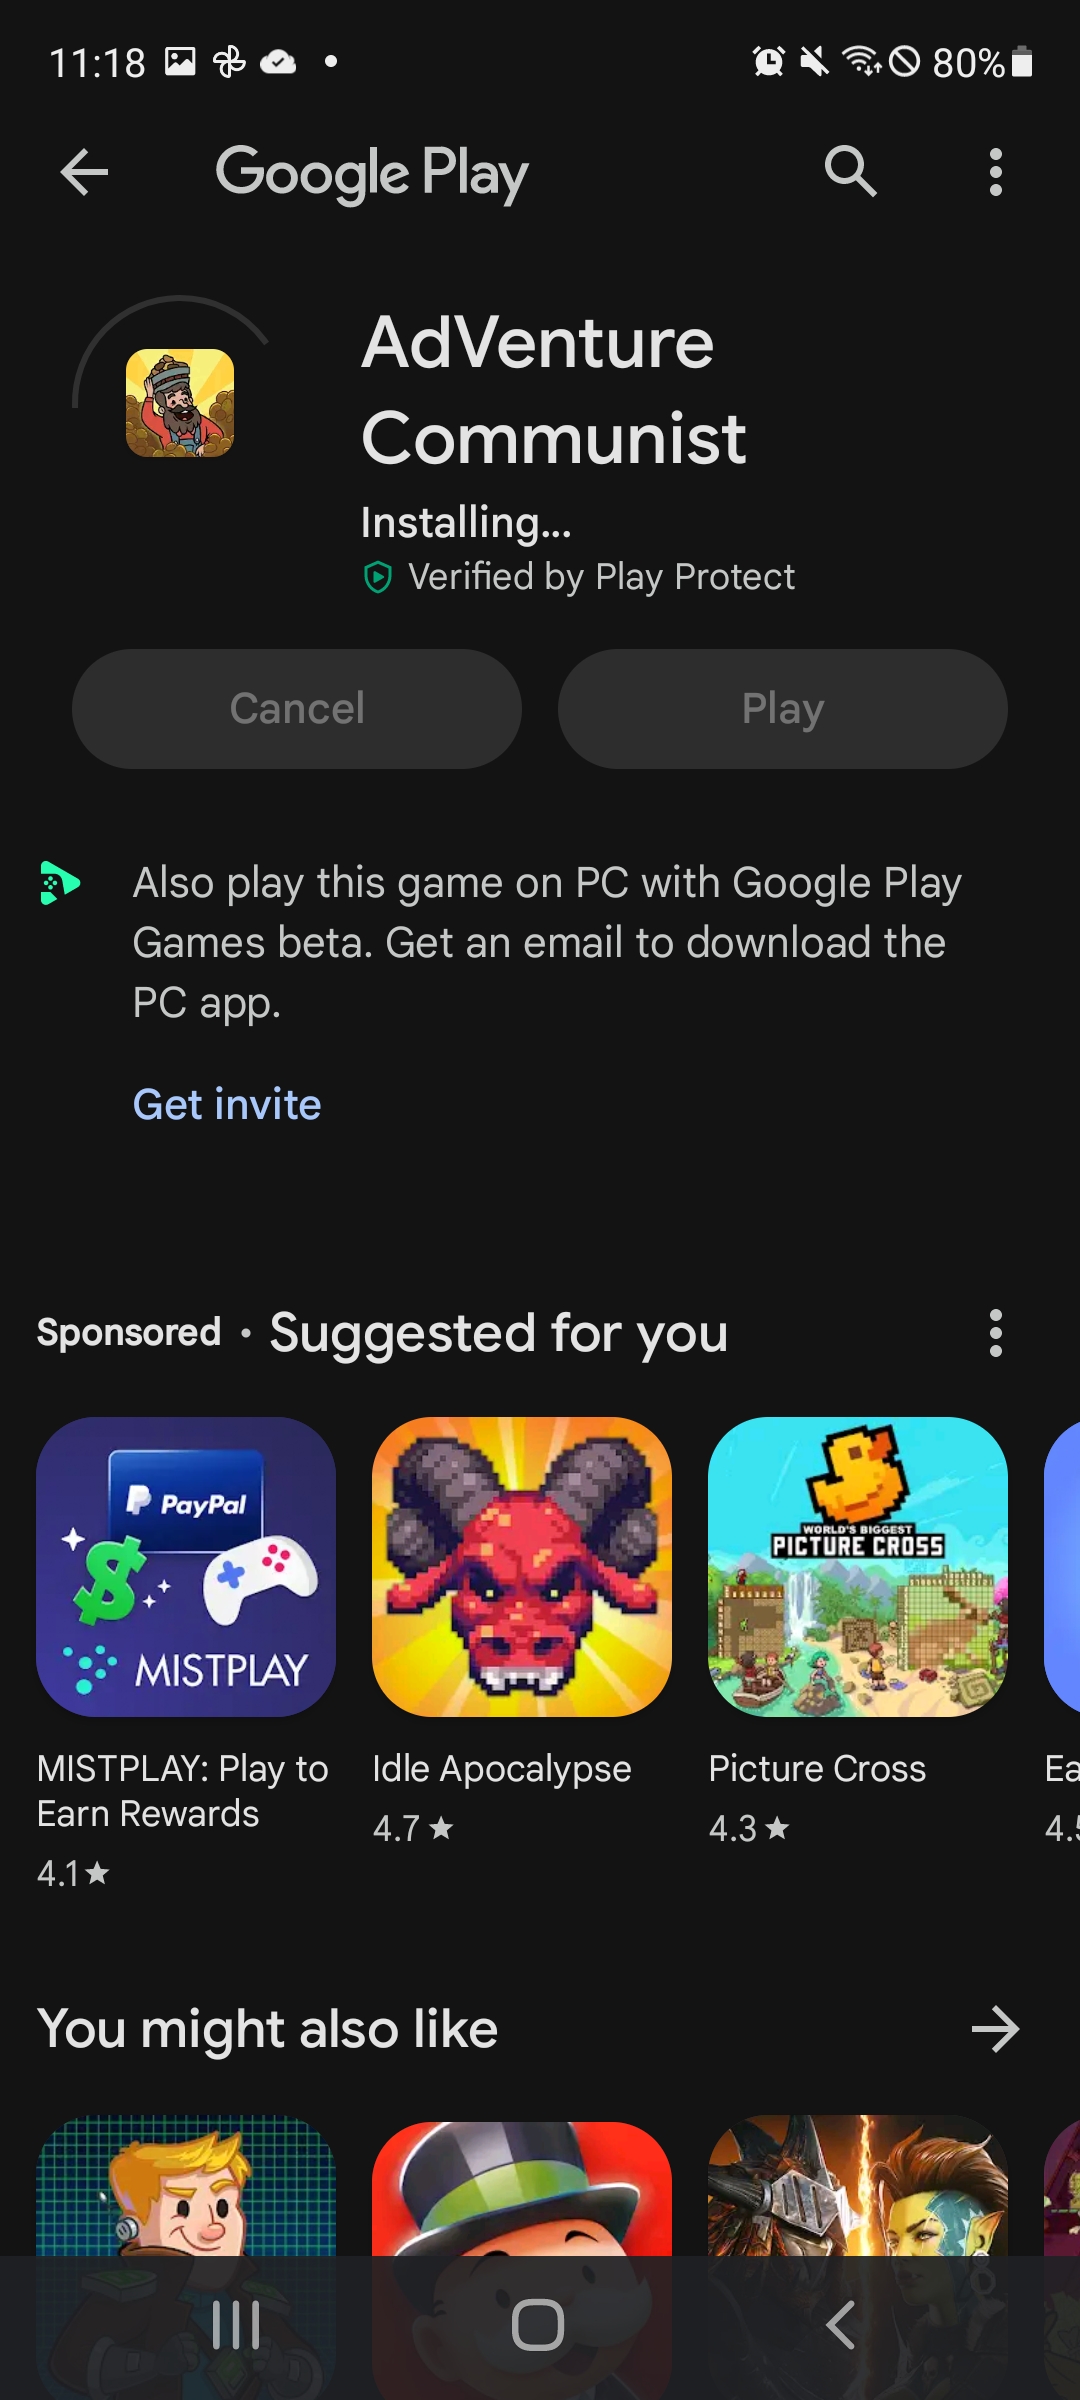 11:18
80%
Google Play
AdVenture
Communist
Installing...
Verified by Play Protect
Cancel
Play
Also play this game on PC with Google Play
Games beta. Get an email to download the
PC app.
Get invite
Sponsored • Suggested for you
PayPal
$
MISTPLAY
WORLD'S BIGGEST
PICTURE CROSS
MISTPLAY: Play to
Earn Rewards
4.1★
Idle Apocalypse
4.7 ★
Picture Cross
4.3 ★
Ea
4.5
You might also like